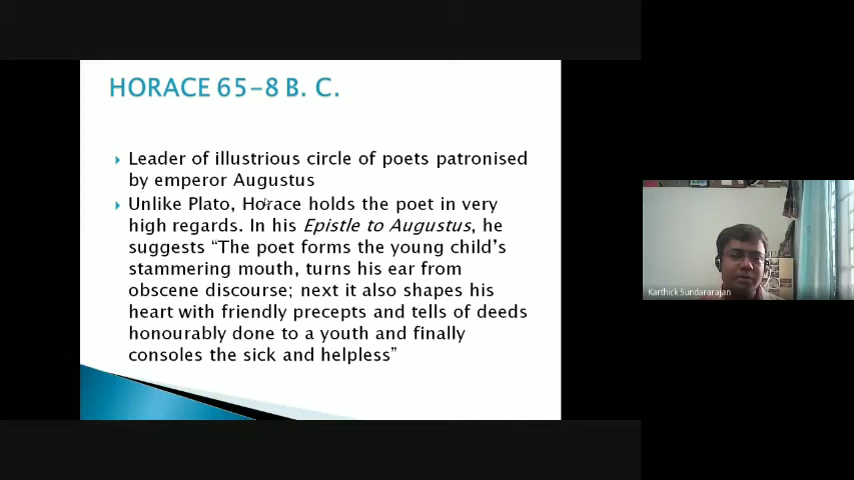 HORACE 65-8 B. C.
Leader of illustrious circle of poets patronised
by emperor Augustus
Unlike Plato, Horace holds the poet in very
high regards. In his Epistle to Augustus, he
suggests “The poet forms the young child’s
stammering mouth, turns his ear from
obscene discourse; next it also shapes his
heart with friendly precepts and tells of deeds
honourably done to a youth and finally
consoles the sick and helpless”
Karthick Sundararajan